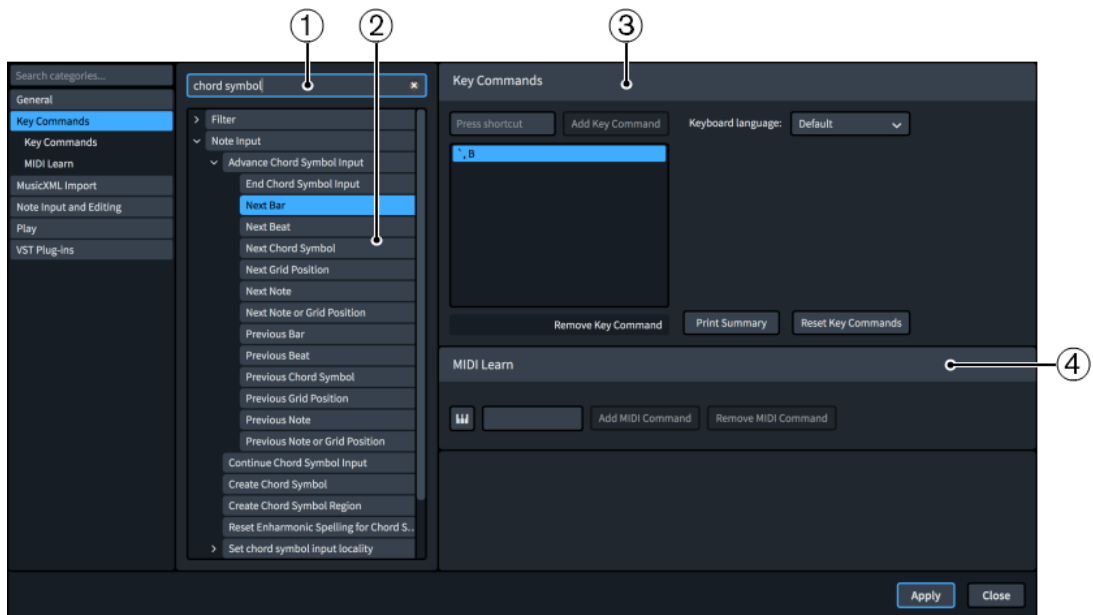 1
2
3
4
Search categories...
General
Key Commands
Key Commands
MIDI Learn
MusicXML Import
Note Input and Editing
Play
VST Plug-ins
chord symbol
Filter
Note Input
Advance Chord Symbol Input
End Chord Symbol Input
Next Bar
Next Beat
Next Chord Symbol
Next Grid Position
Next Note
Next Note or Grid Position
Previous Bar
Previous Beat
Previous Chord Symbol
Previous Grid Position
Previous Note
Previous Note or Grid Position
Continue Chord Symbol Input
Create Chord Symbol
Create Chord Symbol Region
Reset Enharmonic Spelling for Chord S..
Set chord symbol input locality
Key Commands
Press shortcut Add Key Command Keyboard language: Default
`, B
Remove Key Command Print Summary Reset Key Commands
MIDI Learn
Add MIDI Command Remove MIDI Command
Apply Close